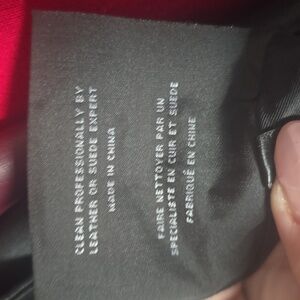 CLEAN PROFESSIONALLY BY
LEATHER OR SUEDE EXPERT
MADE IN CHINA
FAIRE NETTOYER PAR UN
SPECIALISTE EN CUIR ET SUEDE
FABRIQUÉ EN CHINE